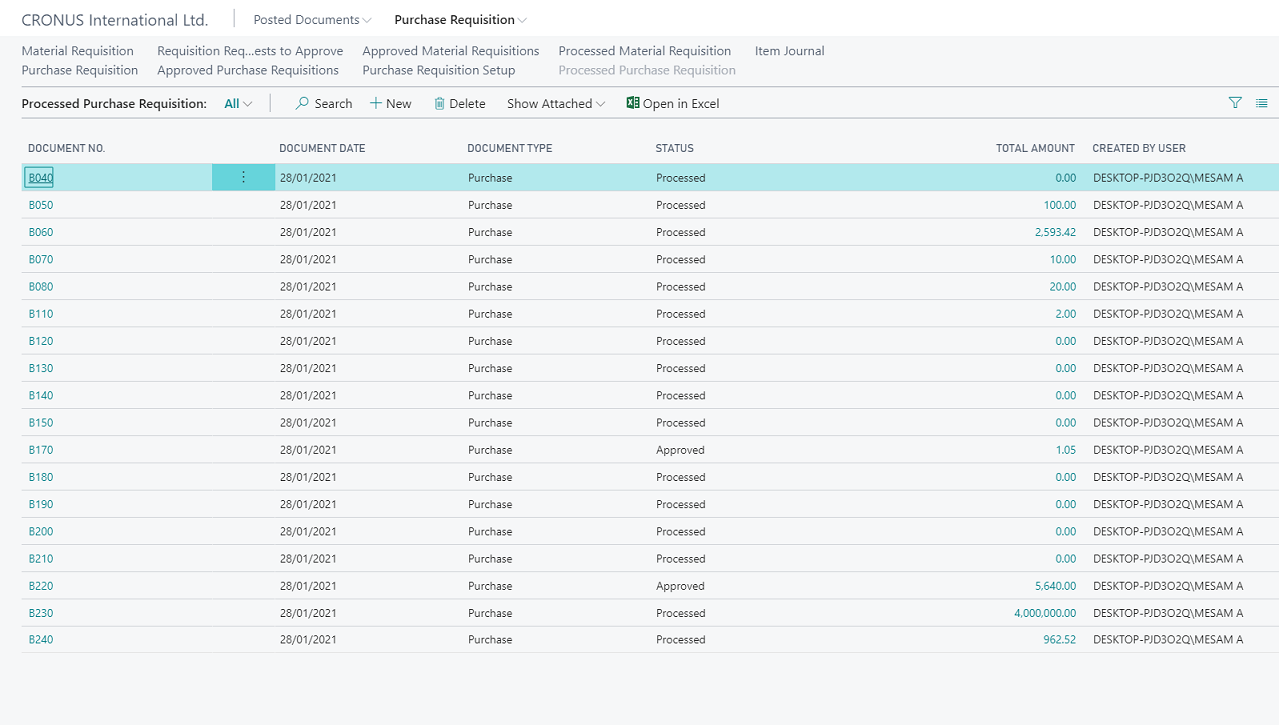 CRONUS International Ltd. Posted Documents Purchase Requisition
Material Requisition Requisition Req...ests to Approve Approved Material Requisitions Processed Material Requisition Item Journal
Purchase Requisition Approved Purchase Requisitions Purchase Requisition Setup Processed Purchase Requisition
Processed Purchase Requisition: All Search New Delete Show Attached Open in Excel
DOCUMENT NO. DOCUMENT DATE DOCUMENT TYPE STATUS TOTAL AMOUNT CREATED BY USER
B040 28/01/2021 Purchase Processed 0.00 DESKTOP-PJD3O2Q\MESAM A
B050 28/01/2021 Purchase Processed 100.00 DESKTOP-PJD3O2Q\MESAM A
B060 28/01/2021 Purchase Processed 2,593.42 DESKTOP-PJD3O2Q\MESAM A
B070 28/01/2021 Purchase Processed 10.00 DESKTOP-PJD3O2Q\MESAM A
B080 28/01/2021 Purchase Processed 20.00 DESKTOP-PJD3O2Q\MESAM A
B110 28/01/2021 Purchase Processed 2.00 DESKTOP-PJD3O2Q\MESAM A
B120 28/01/2021 Purchase Processed 0.00 DESKTOP-PJD3O2Q\MESAM A
B130 28/01/2021 Purchase Processed 0.00 DESKTOP-PJD3O2Q\MESAM A
B140 28/01/2021 Purchase Processed 0.00 DESKTOP-PJD3O2Q\MESAM A
B150 28/01/2021 Purchase Processed 0.00 DESKTOP-PJD3O2Q\MESAM A
B170 28/01/2021 Purchase Approved 1.05 DESKTOP-PJD3O2Q\MESAM A
B180 28/01/2021 Purchase Processed 0.00 DESKTOP-PJD3O2Q\MESAM A
B190 28/01/2021 Purchase Processed 0.00 DESKTOP-PJD3O2Q\MESAM A
B200 28/01/2021 Purchase Processed 0.00 DESKTOP-PJD3O2Q\MESAM A
B210 28/01/2021 Purchase Processed 0.00 DESKTOP-PJD3O2Q\MESAM A
B220 28/01/2021 Purchase Approved 5,640.00 DESKTOP-PJD3O2Q\MESAM A
B230 28/01/2021 Purchase Processed 4,000,000.00 DESKTOP-PJD3O2Q\MESAM A
B240 28/01/2021 Purchase Processed 962.52 DESKTOP-PJD3O2Q\MESAM A